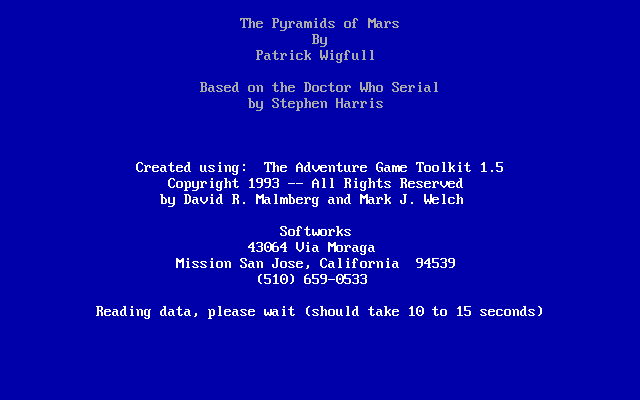 The Pyramids of Mars
By
Patrick Wigfull
Based on the Doctor Who Serial
by Stephen Harris
Created using:  The Adventure Game Toolkit 1.5
Copyright 1993 -- All Rights Reserved
by David R. Malmberg and Mark J. Welch
Softworks
43064 Via Moraga
Mission San Jose, California  94539
(510) 659-0533
Reading data, please wait (should take 10 to 15 seconds)